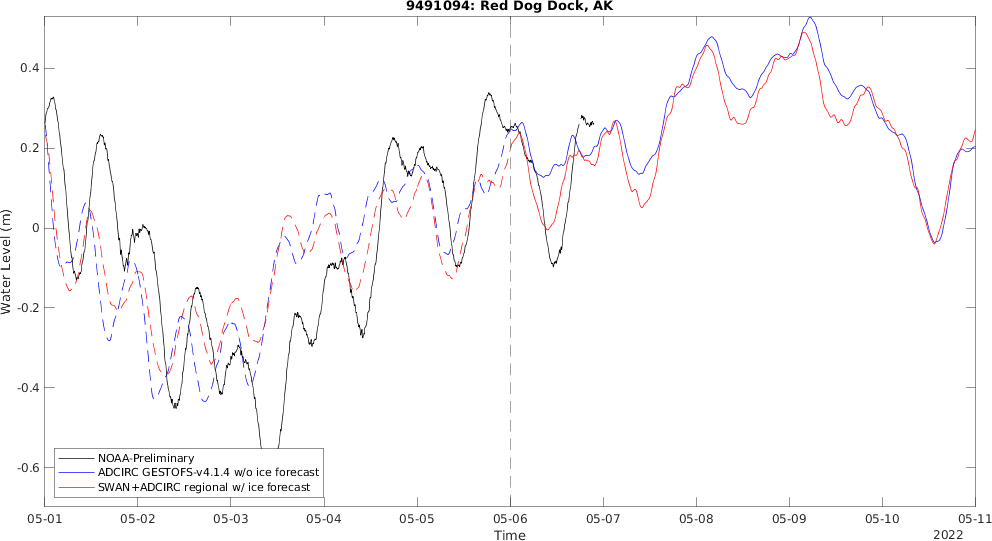 9491094: Red Dog Dock, AK
Water Level (m)
0.4
0.2
0
-0.2
-0.4
-0.6
NOAA-Preliminary
ADCIRC GESTOFS-v4.1.4 w/o ice forecast
SWAN+ADCIRC regional w/ ice forecast
05-01 05-02 05-03 05-04 05-05 05-06 05-07 05-08 05-09 05-10 05-11
Time
2022